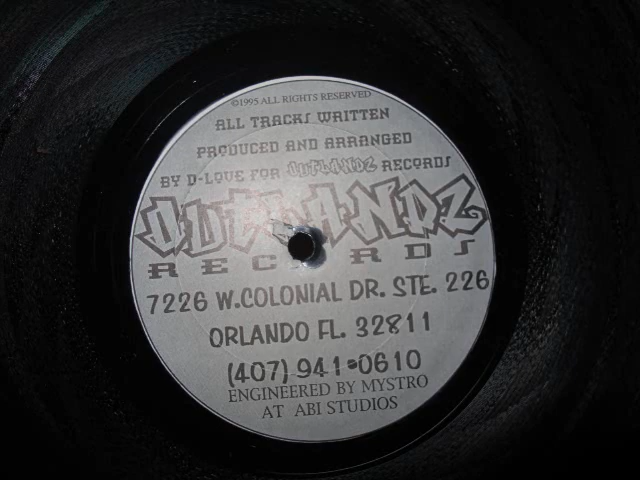 ©1995 ALL RIGHTS RESERVED
ALL TRACKS WRITTEN
PRODUCED AND ARRANGED
BY D-LOVE FOR OUTLANDZ RECORDS
OUTLANDZ
RECORDS
7226 W.COLONIAL DR. STE. 226
ORLANDO FL. 32811
(407) 941-0610
ENGINEERED BY MYSTRO
AT ABI STUDIOS